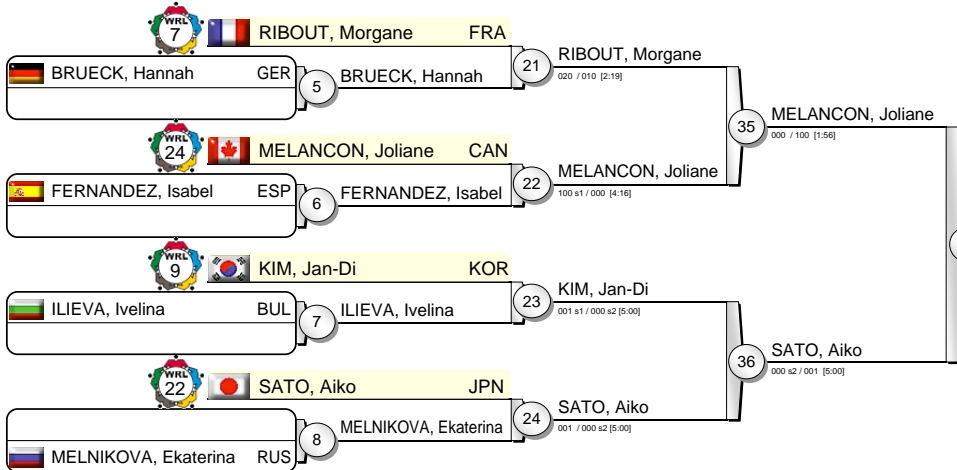 WRL
7
RIBOUT, Morgane FRA
BRUECK, Hannah GER
5
BRUECK, Hannah
21
RIBOUT, Morgane
020 / 010 [2:19]
35
MELANCON, Joliane
000 / 100 [1:56]
WRL
24
MELANCON, Joliane CAN
FERNANDEZ, Isabel ESP
6
FERNANDEZ, Isabel
22
MELANCON, Joliane
100 s1 / 000 [4:16]
WRL
9
KIM, Jan-Di KOR
ILIEVA, Ivelina BUL
7
ILIEVA, Ivelina
23
KIM, Jan-Di
001 s1 / 000 s2 [5:00]
36
SATO, Aiko
000 s2 / 001 [5:00]
WRL
22
SATO, Aiko JPN
8
MELNIKOVA, Ekaterina
24
SATO, Aiko
001 / 000 s2 [5:00]
MELNIKOVA, Ekaterina RUS